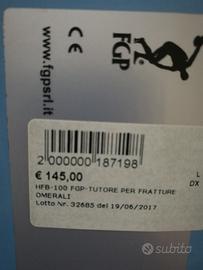 www.fgpsrl.it
CE
FGP
2 000000 187198
€ 145,00
L
HFB-100 FGP-TUTORE PER FRATTURE
DX
OMERALI
Lotto Nr. 32685 del 19/06/2017
subito